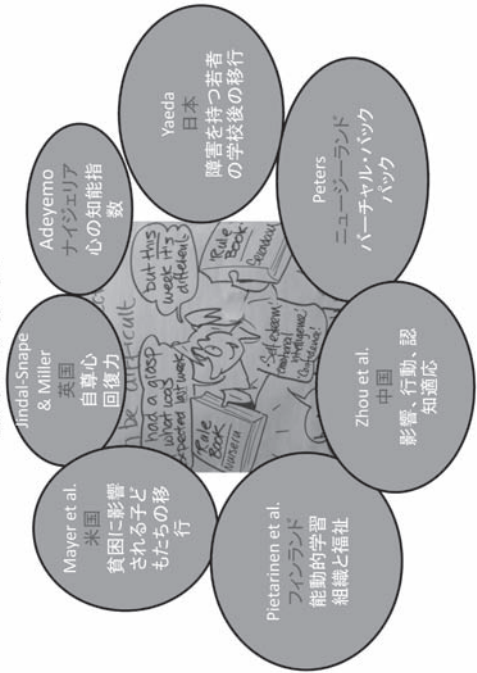 Jindal-Snape
& Miller
英国
自尊心
回復力
Adeyemo
ナイジェリア
心の知能指
数
Yaeda
日本
障害を持つ若者
の学校後の移行
Peters
ニュージーランド
バーチャル・バック
パック
Zhou et al.
中国
影響、行動、認
知適応
Pietarinen et al.
フィンランド
能動的学習
組織と福祉
Mayer et al.
米国
貧困に影響
される子ど
もたちの移
行
be difficult
had a grasp
what was
expected last week
but this
week it's
different.
'Rule
Book'
Nursery
'Rule
Book'
Self esteem!